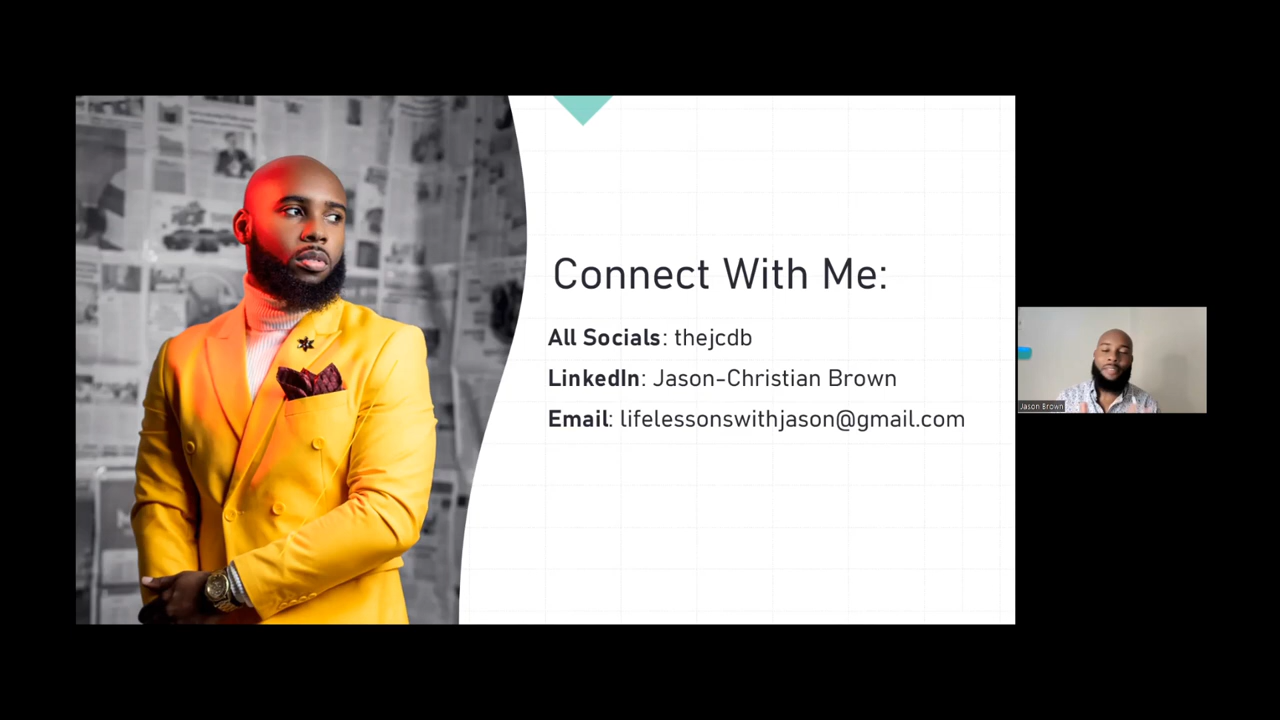 Connect With Me:
All Socials: thejcdb
LinkedIn: Jason-Christian Brown
Email: lifelessonswithjason@gmail.com
Jason Brown